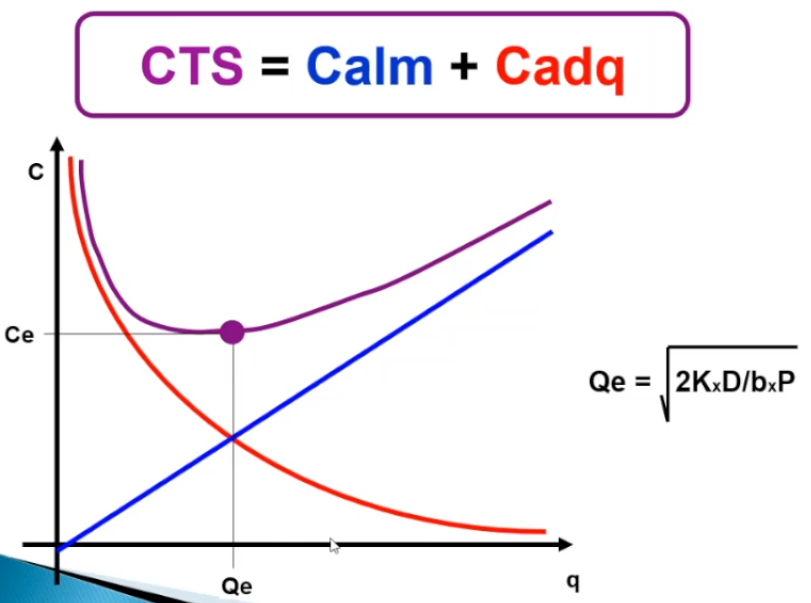 CTS = Calm + Cadq
C
Ce
Qe = √2KxD/bxP
Qe
q